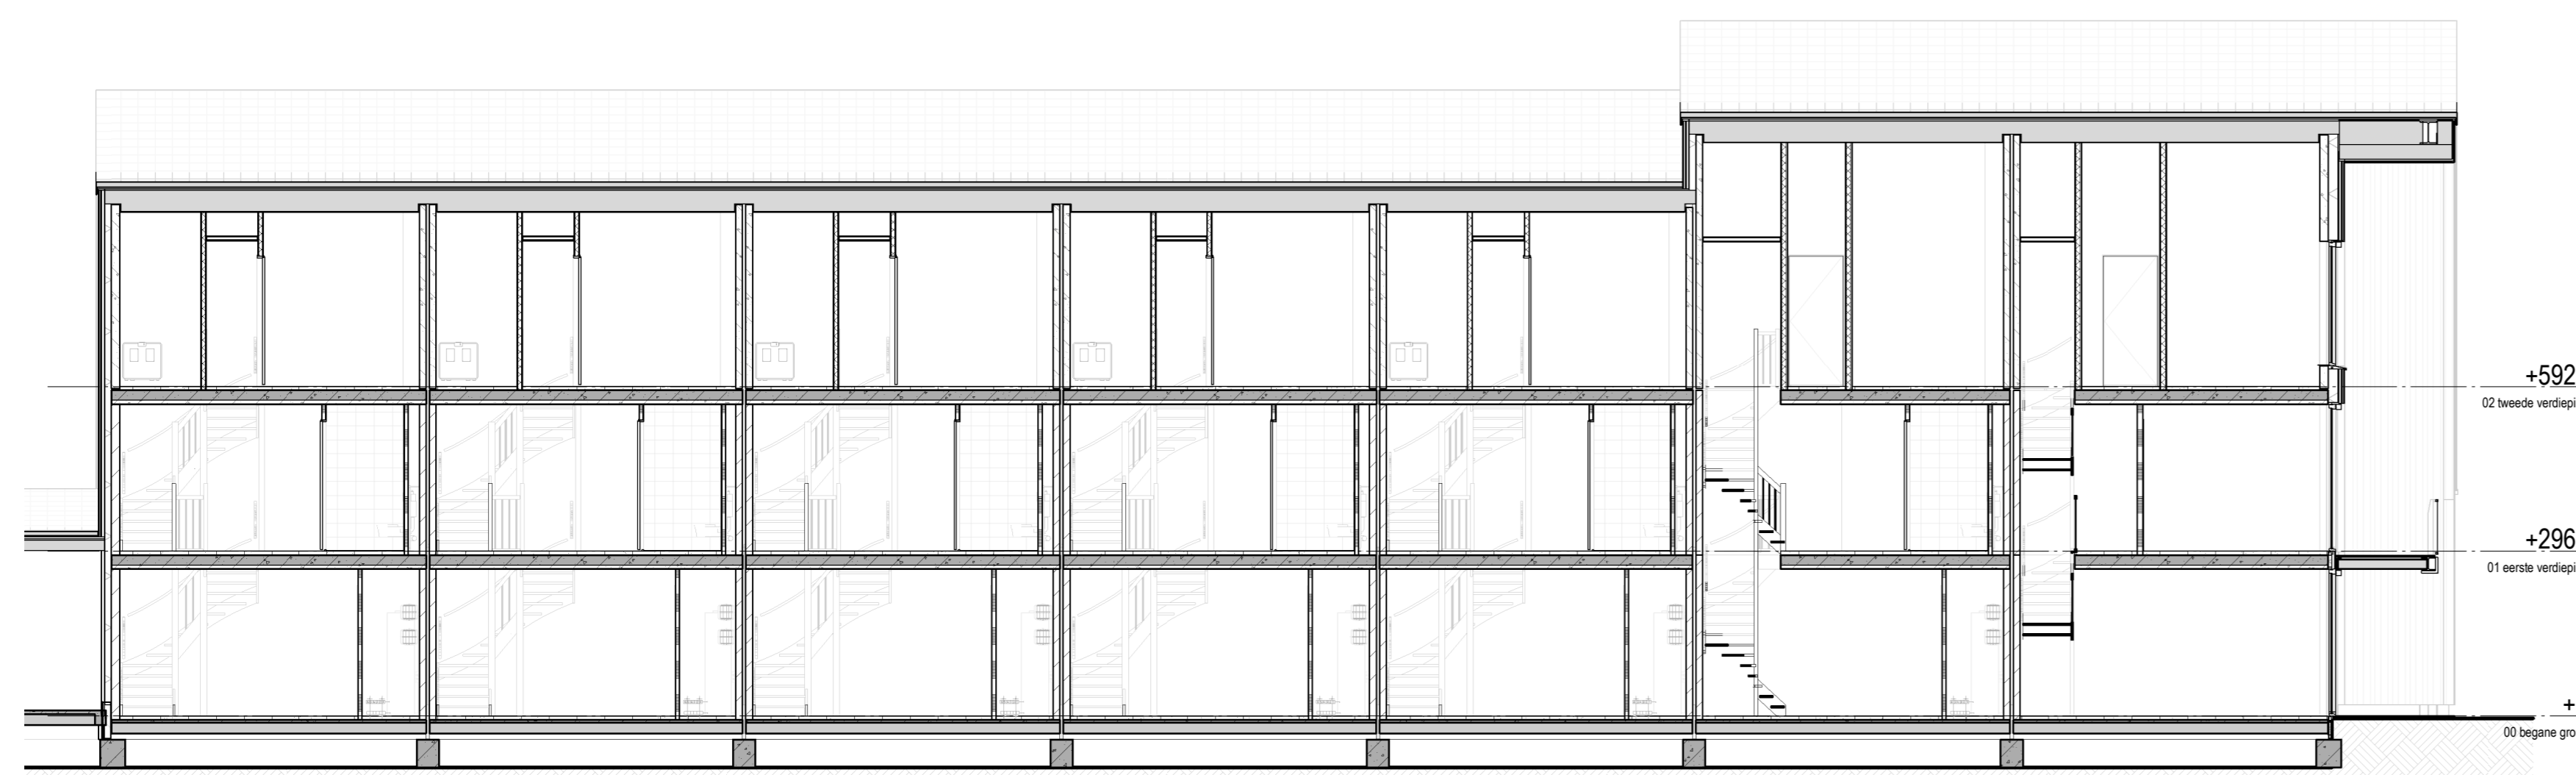 +592
02 tweede verdiepi
+296
01 eerste verdiepi
+
00 begane gro